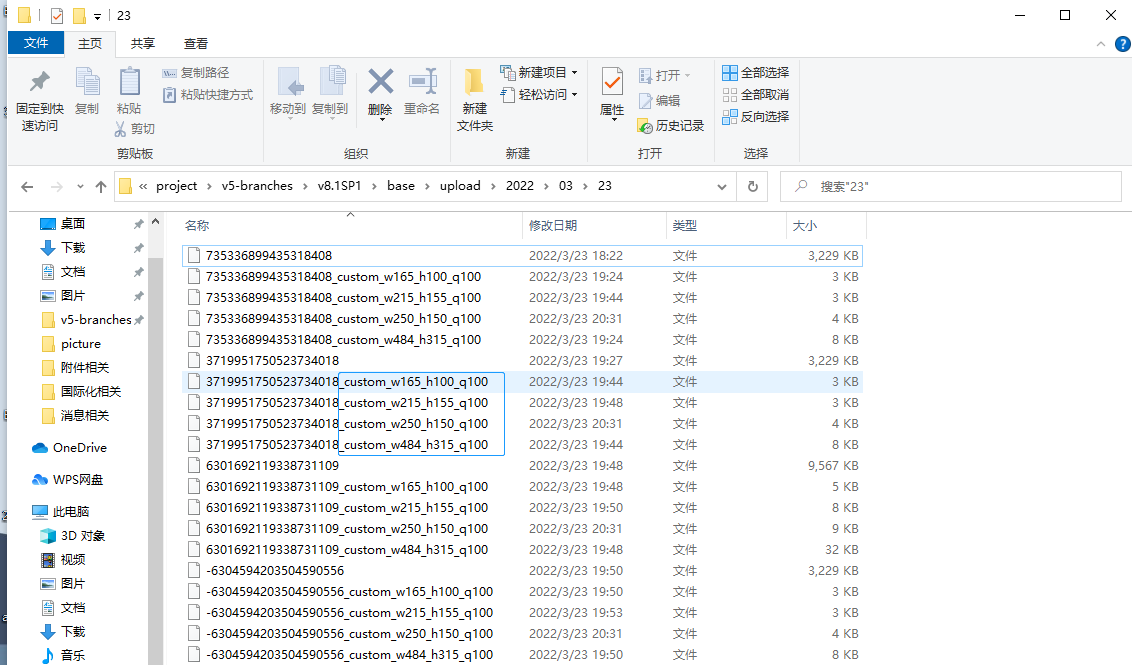 23
文件 主页 共享 查看
固定到快速访问
复制
粘贴
复制路径
粘贴快捷方式
剪切
剪贴板
移动到
复制到
删除
重命名
组织
新建文件夹
新建项目
轻松访问
新建
属性
打开
编辑
历史记录
打开
全部选择
全部取消
反向选择
选择
« project › v5-branches › v8.1SP1 › base › upload › 2022 › 03 › 23
搜索"23"
桌面
下载
文档
图片
v5-branches
picture
附件相关
国际化相关
消息相关
OneDrive
WPS网盘
此电脑
3D 对象
视频
图片
文档
下载
音乐
名称 修改日期 类型 大小
735336899435318408 2022/3/23 18:22 文件 3,229 KB
735336899435318408_custom_w165_h100_q100 2022/3/23 19:24 文件 3 KB
735336899435318408_custom_w215_h155_q100 2022/3/23 19:44 文件 3 KB
735336899435318408_custom_w250_h150_q100 2022/3/23 20:31 文件 4 KB
735336899435318408_custom_w484_h315_q100 2022/3/23 19:24 文件 8 KB
3719951750523734018 2022/3/23 19:27 文件 3,229 KB
3719951750523734018_custom_w165_h100_q100 2022/3/23 19:44 文件 3 KB
3719951750523734018_custom_w215_h155_q100 2022/3/23 19:48 文件 3 KB
3719951750523734018_custom_w250_h150_q100 2022/3/23 20:31 文件 4 KB
3719951750523734018_custom_w484_h315_q100 2022/3/23 19:44 文件 8 KB
6301692119338731109 2022/3/23 19:48 文件 9,567 KB
6301692119338731109_custom_w165_h100_q100 2022/3/23 19:48 文件 5 KB
6301692119338731109_custom_w215_h155_q100 2022/3/23 19:50 文件 8 KB
6301692119338731109_custom_w250_h150_q100 2022/3/23 20:31 文件 9 KB
6301692119338731109_custom_w484_h315_q100 2022/3/23 19:48 文件 32 KB
-6304594203504590556 2022/3/23 19:50 文件 3,229 KB
-6304594203504590556_custom_w165_h100_q100 2022/3/23 19:50 文件 3 KB
-6304594203504590556_custom_w215_h155_q100 2022/3/23 19:53 文件 3 KB
-6304594203504590556_custom_w250_h150_q100 2022/3/23 20:31 文件 4 KB
-6304594203504590556_custom_w484_h315_q100 2022/3/23 19:50 文件 8 KB